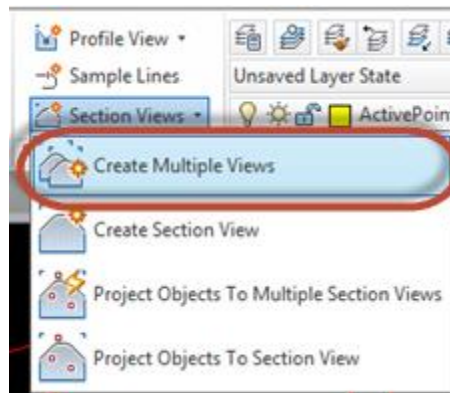 Profile View
Sample Lines
Unsaved Layer State
Section Views
ActivePoin
Create Multiple Views
Create Section View
Project Objects To Multiple Section Views
Project Objects To Section View